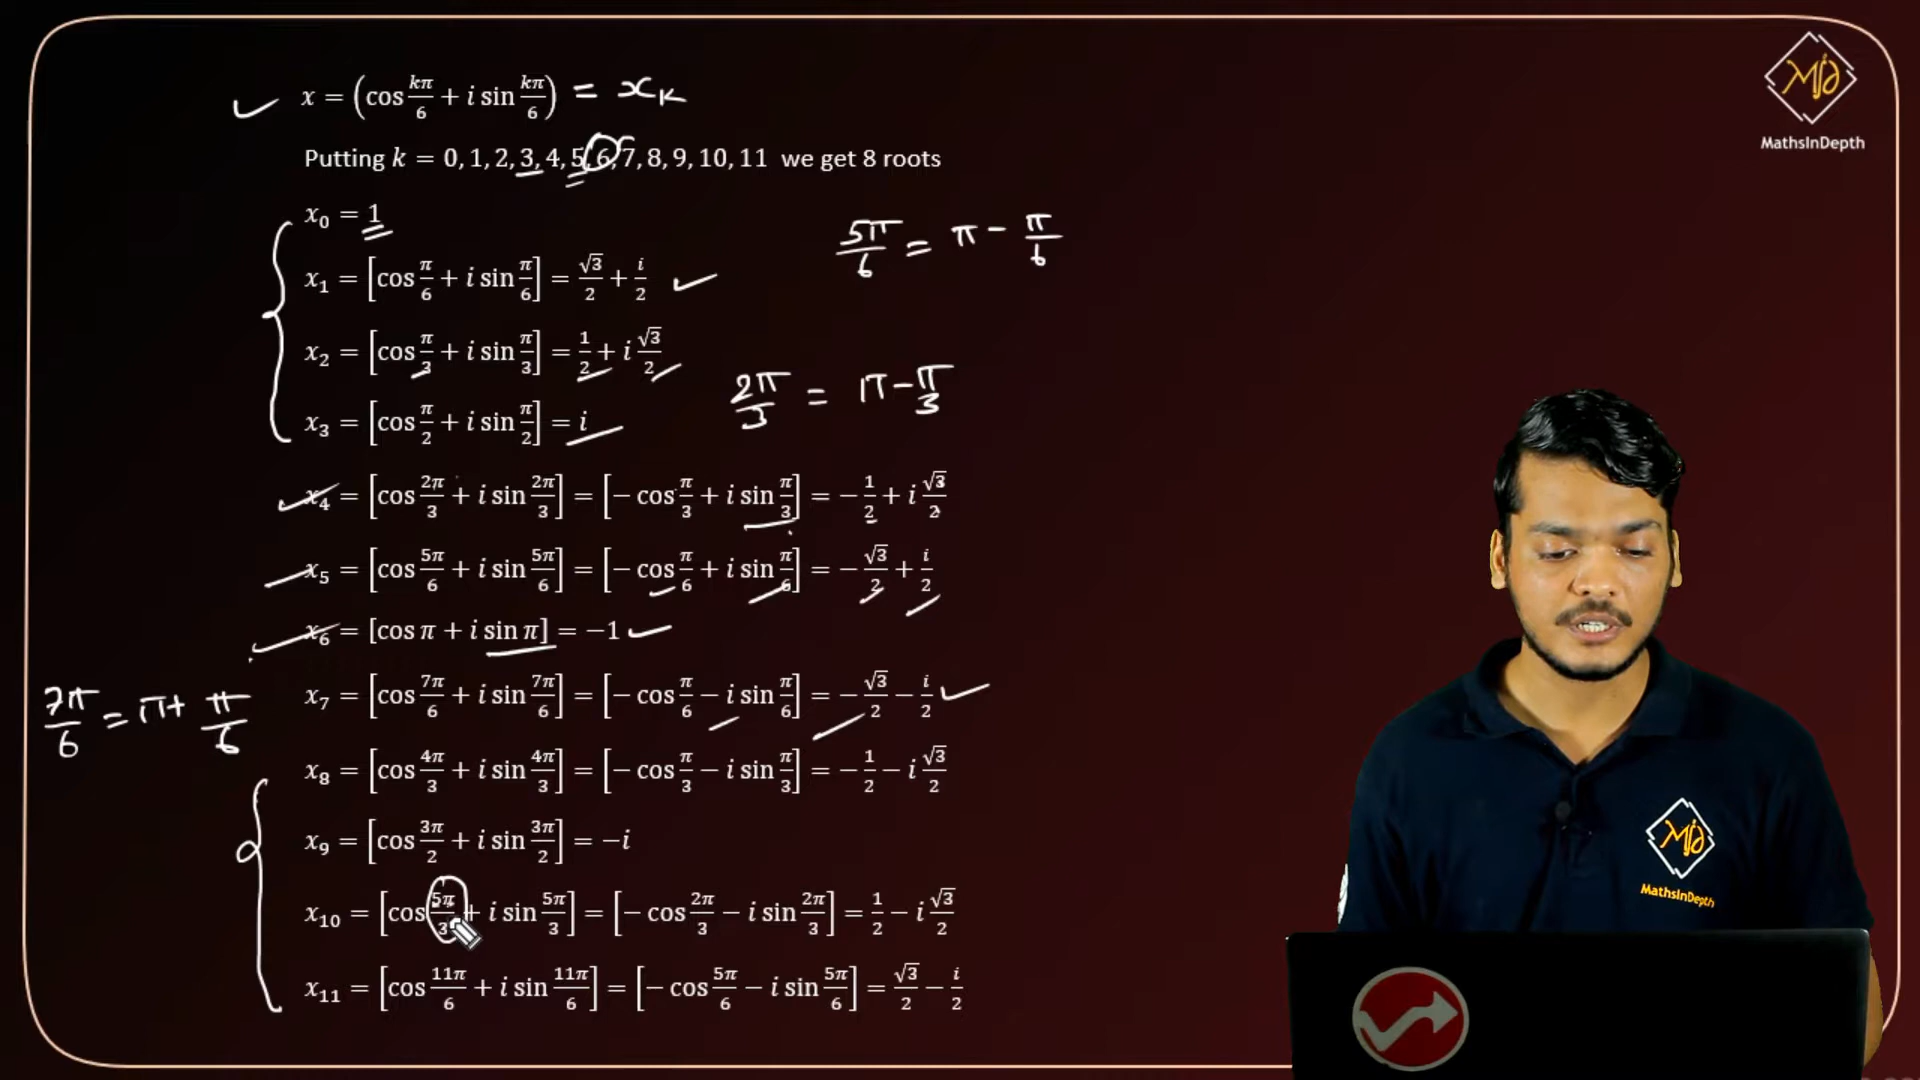 x = (cos kπ/6 + i sin kπ/6) = xₖ
Putting k = 0, 1, 2, 3, 4, 5, 6, 7, 8, 9, 10, 11 we get 8 roots
x₀ = 1
x₁ = [cos π/6 + i sin π/6] = √3/2 + i/2
5π/6 = π − π/6
x₂ = [cos π/3 + i sin π/3] = 1/2 + i √3/2
2π/3 = π − π/3
x₃ = [cos π/2 + i sin π/2] = i
x₄ = [cos 2π/3 + i sin 2π/3] = [− cos π/3 + i sin π/3] = − 1/2 + i √3/2
x₅ = [cos 5π/6 + i sin 5π/6] = [− cos π/6 + i sin π/6] = − √3/2 + i/2
x₆ = [cos π + i sin π] = −1
7π/6 = π + π/6
x₇ = [cos 7π/6 + i sin 7π/6] = [− cos π/6 − i sin π/6] = − √3/2 − i/2
x₈ = [cos 4π/3 + i sin 4π/3] = [− cos π/3 − i sin π/3] = − 1/2 − i √3/2
x₉ = [cos 3π/2 + i sin 3π/2] = −i
x₁₀ = [cos 5π/3 + i sin 5π/3] = [− cos 2π/3 − i sin 2π/3] = 1/2 − i √3/2
x₁₁ = [cos 11π/6 + i sin 11π/6] = [− cos 5π/6 − i sin 5π/6] = √3/2 − i/2
MiD
MathsInDepth
MiD
MathsInDepth